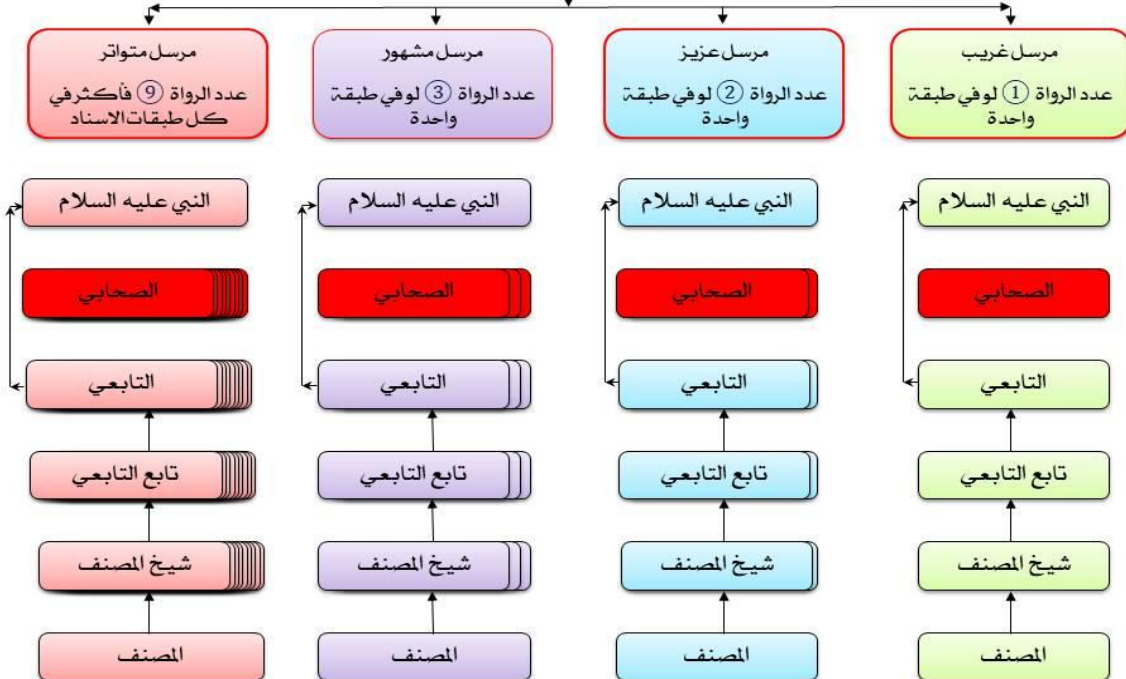 مرسل غريب
عدد الرواة 1 لو في طبقة
واحدة
النبي عليه السلام
الصحابي
التابعي
تابع التابعي
شيخ المصنف
المصنف
مرسل عزيز
عدد الرواة 2 لو في طبقة
واحدة
النبي عليه السلام
الصحابي
التابعي
تابع التابعي
شيخ المصنف
المصنف
مرسل مشهور
عدد الرواة 3 لو في طبقة
واحدة
النبي عليه السلام
الصحابي
التابعي
تابع التابعي
شيخ المصنف
المصنف
مرسل متواتر
عدد الرواة 9 فأكثر في
كل طبقات الاسناد
النبي عليه السلام
الصحابي
التابعي
تابع التابعي
شيخ المصنف
المصنف